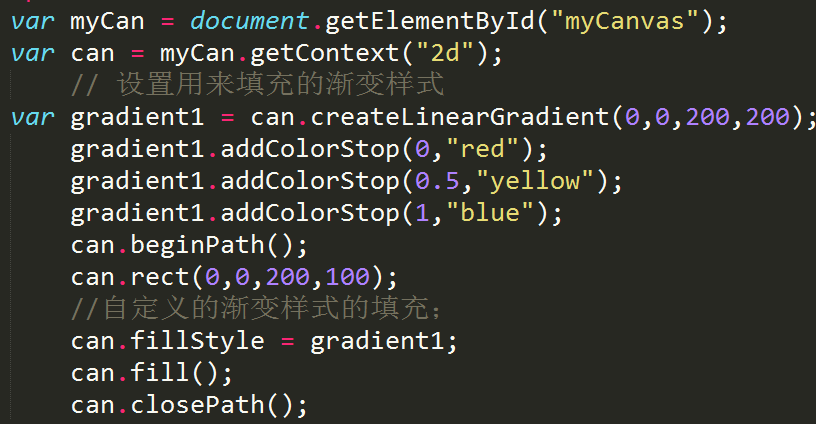 var myCan = document.getElementById("myCanvas");
var can = myCan.getContext("2d");
// 设置用来填充的渐变样式
var gradient1 = can.createLinearGradient(0,0,200,200);
gradient1.addColorStop(0,"red");
gradient1.addColorStop(0.5,"yellow");
gradient1.addColorStop(1,"blue");
can.beginPath();
can.rect(0,0,200,100);
//自定义的渐变样式的填充;
can.fillStyle = gradient1;
can.fill();
can.closePath();